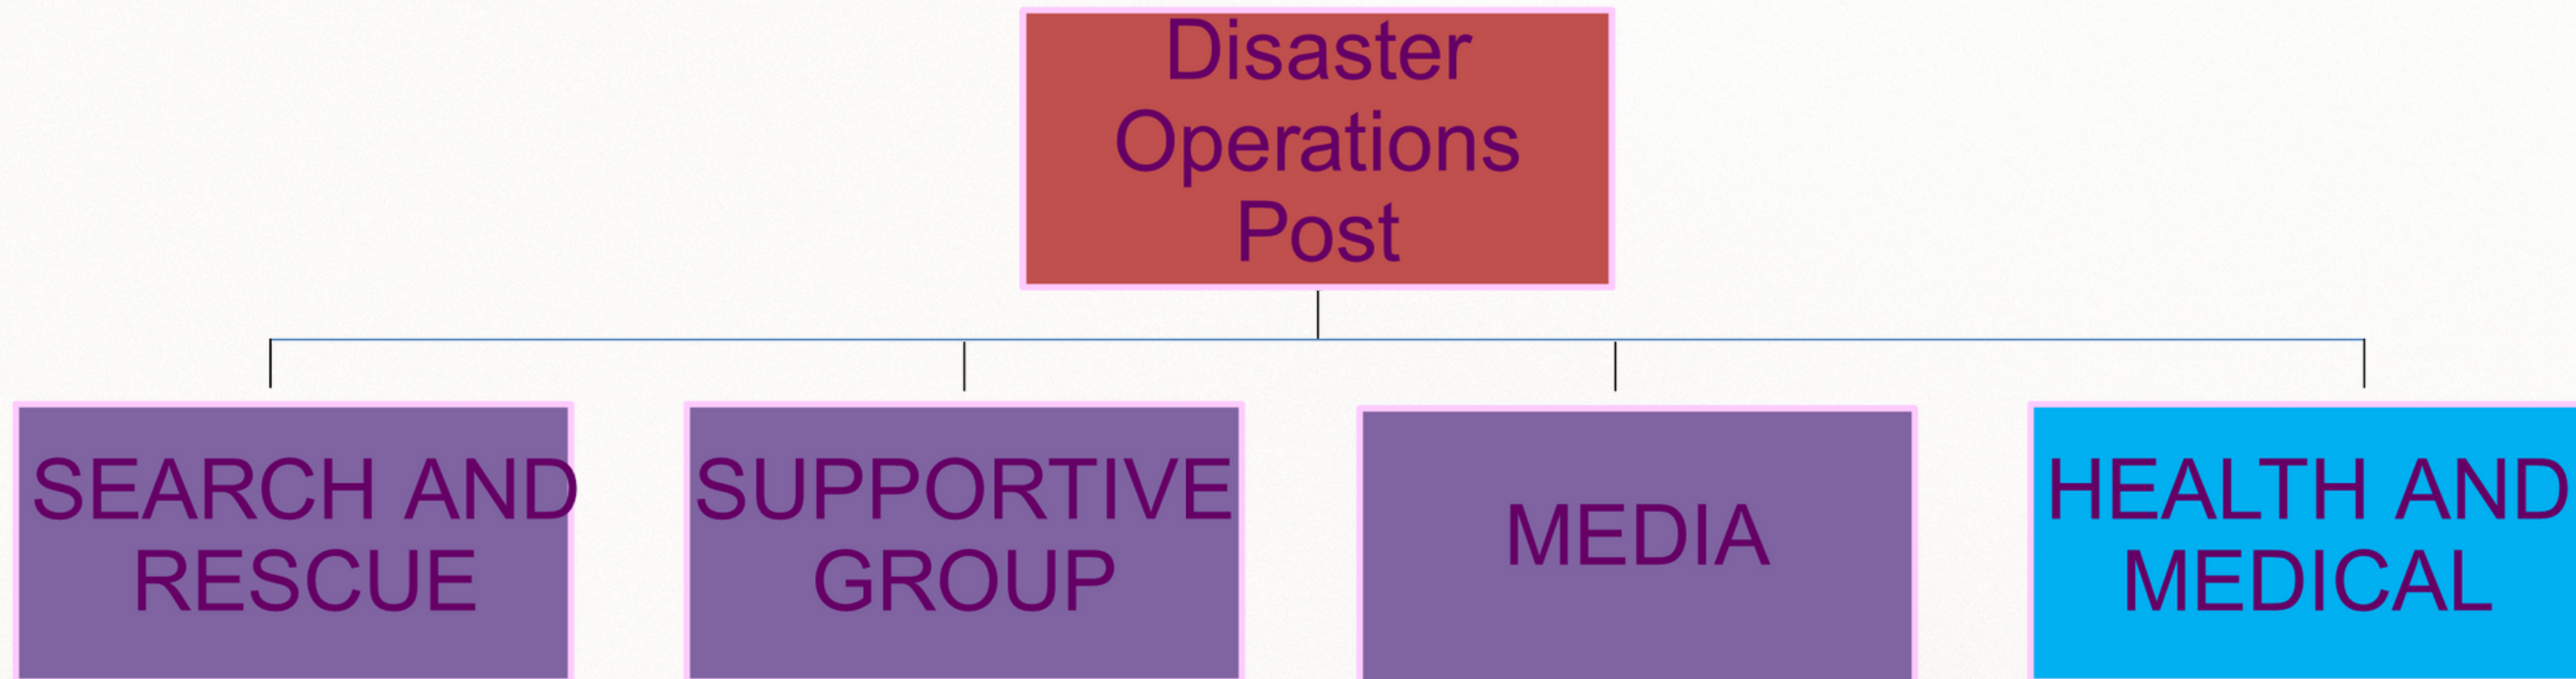 Disaster
Operations
Post
SEARCH AND
RESCUE
SUPPORTIVE
GROUP
MEDIA
HEALTH AND
MEDICAL